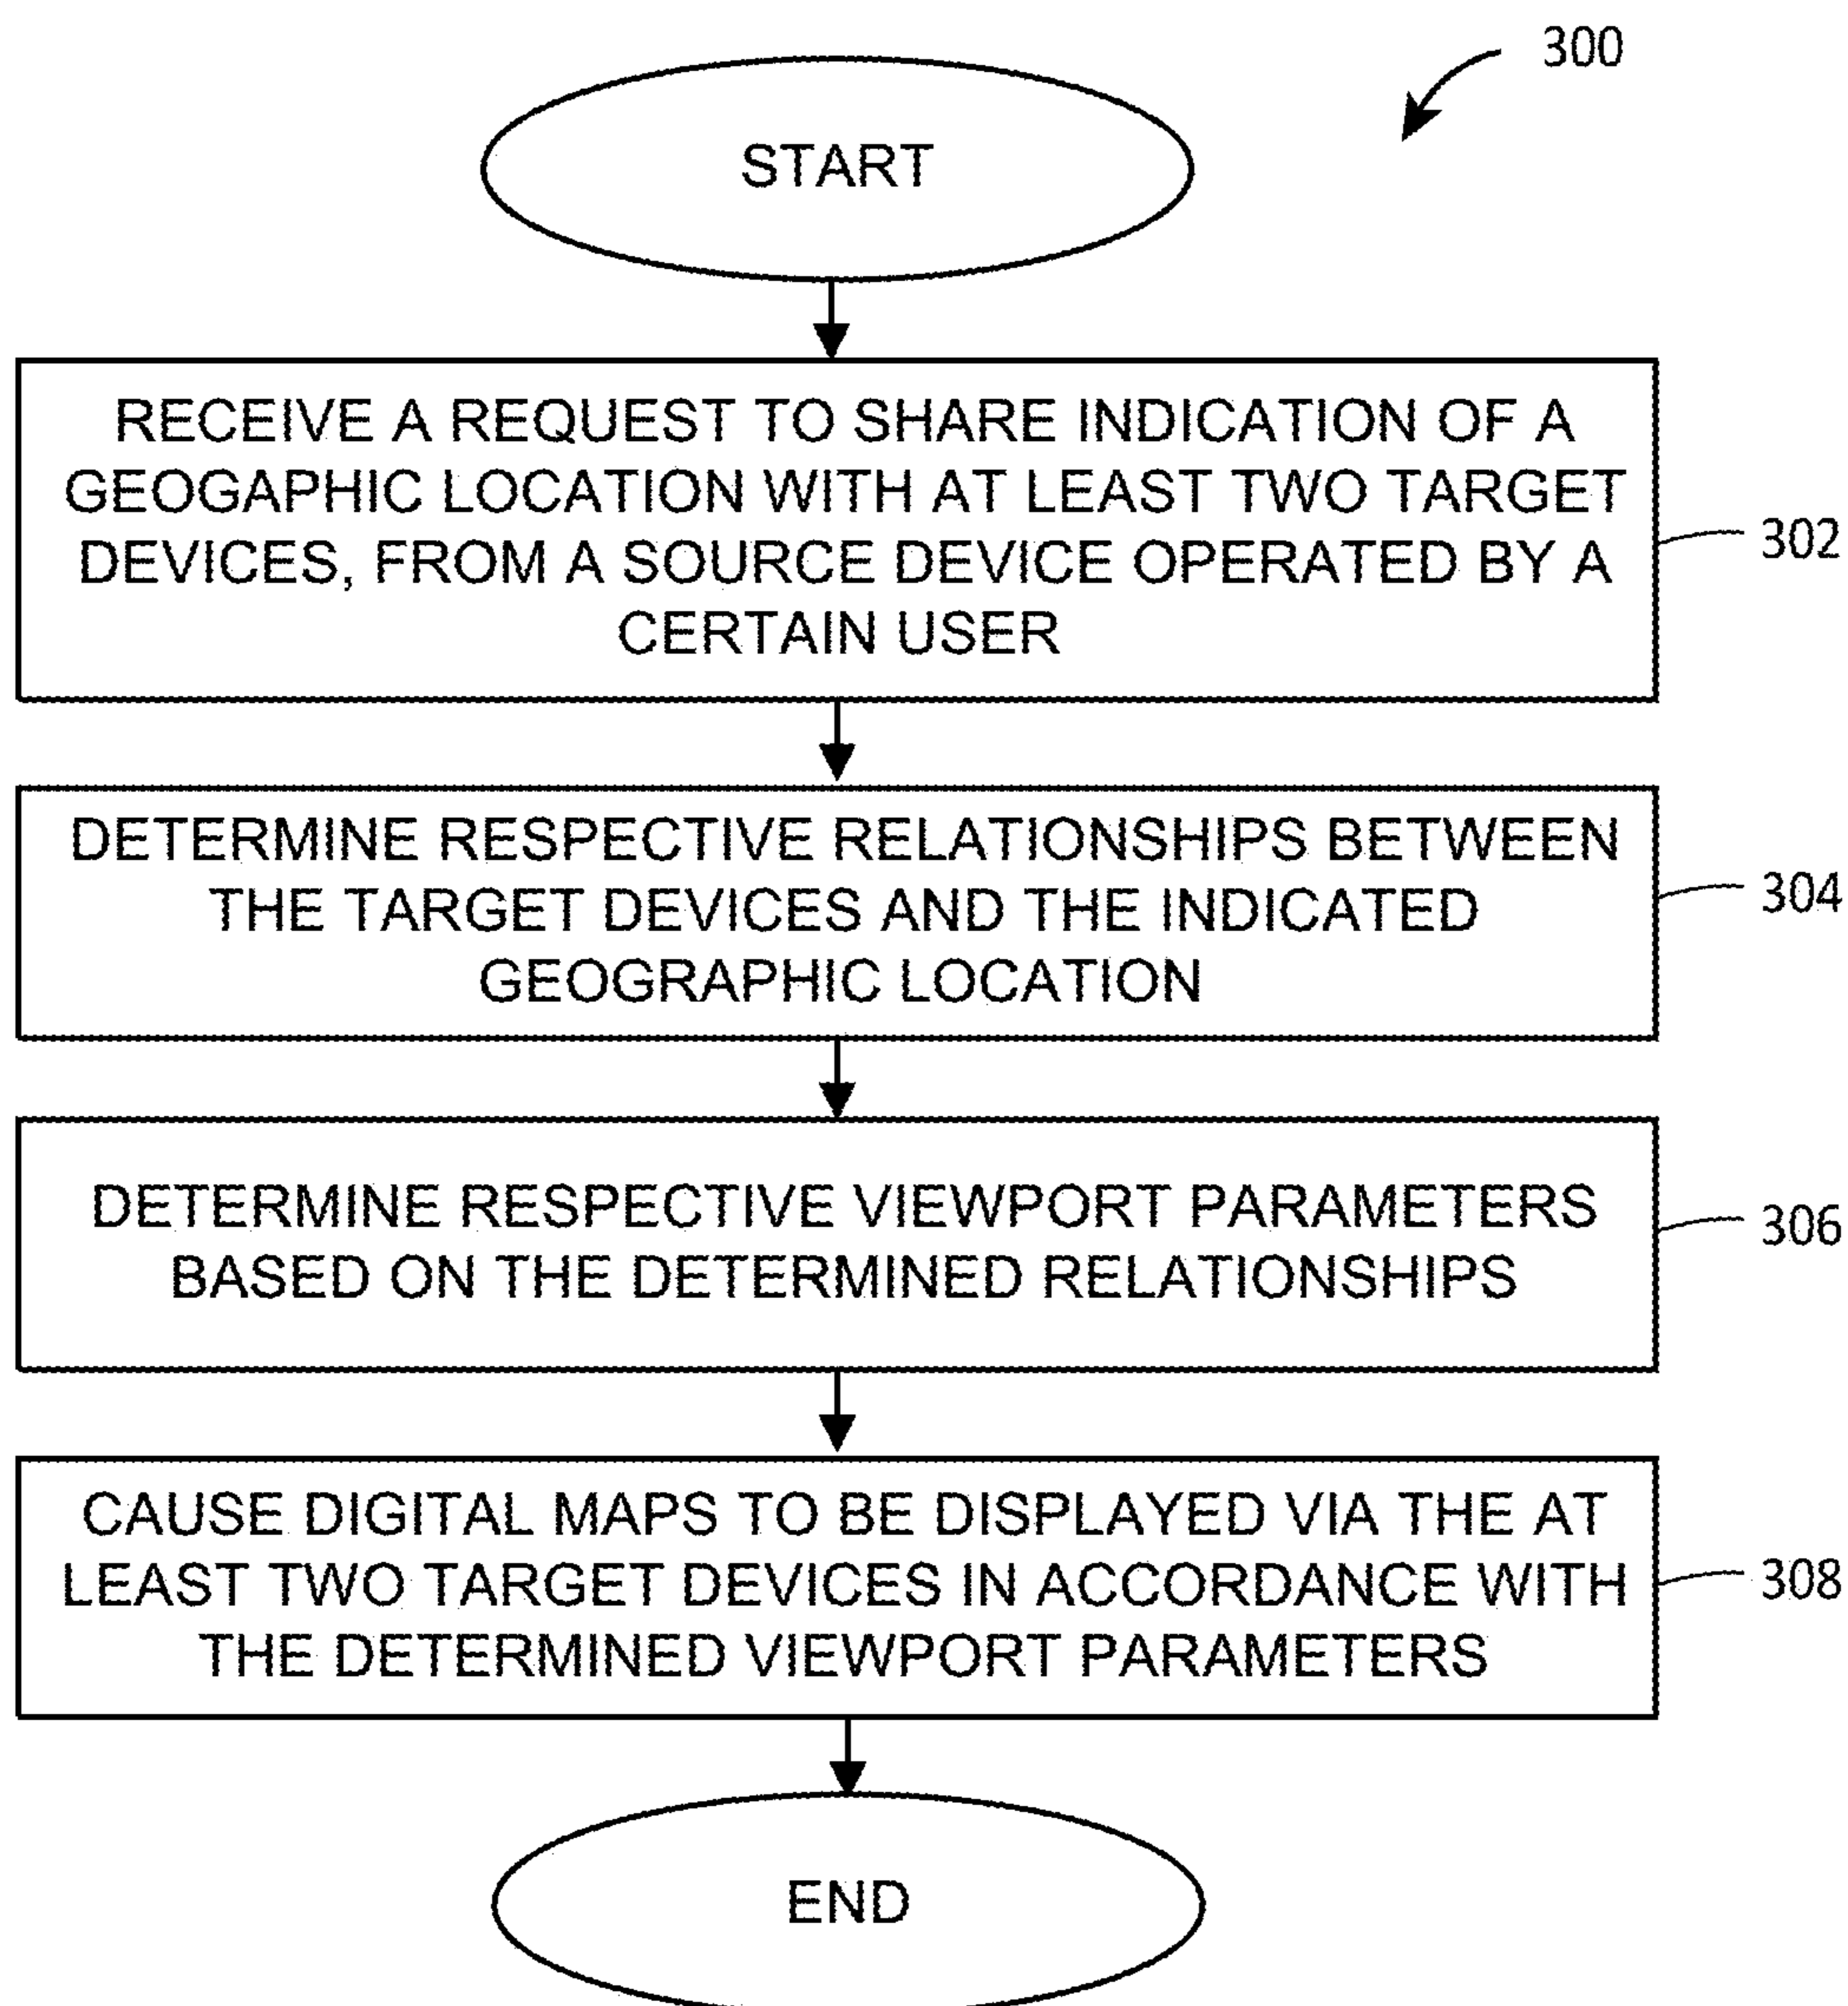 300
START
RECEIVE A REQUEST TO SHARE INDICATION OF A
GEOGAPHIC LOCATION WITH AT LEAST TWO TARGET
DEVICES, FROM A SOURCE DEVICE OPERATED BY A
CERTAIN USER
302
DETERMINE RESPECTIVE RELATIONSHIPS BETWEEN
THE TARGET DEVICES AND THE INDICATED
GEOGRAPHIC LOCATION
304
DETERMINE RESPECTIVE VIEWPORT PARAMETERS
BASED ON THE DETERMINED RELATIONSHIPS
306
CAUSE DIGITAL MAPS TO BE DISPLAYED VIA THE AT
LEAST TWO TARGET DEVICES IN ACCORDANCE WITH
THE DETERMINED VIEWPORT PARAMETERS
308
END